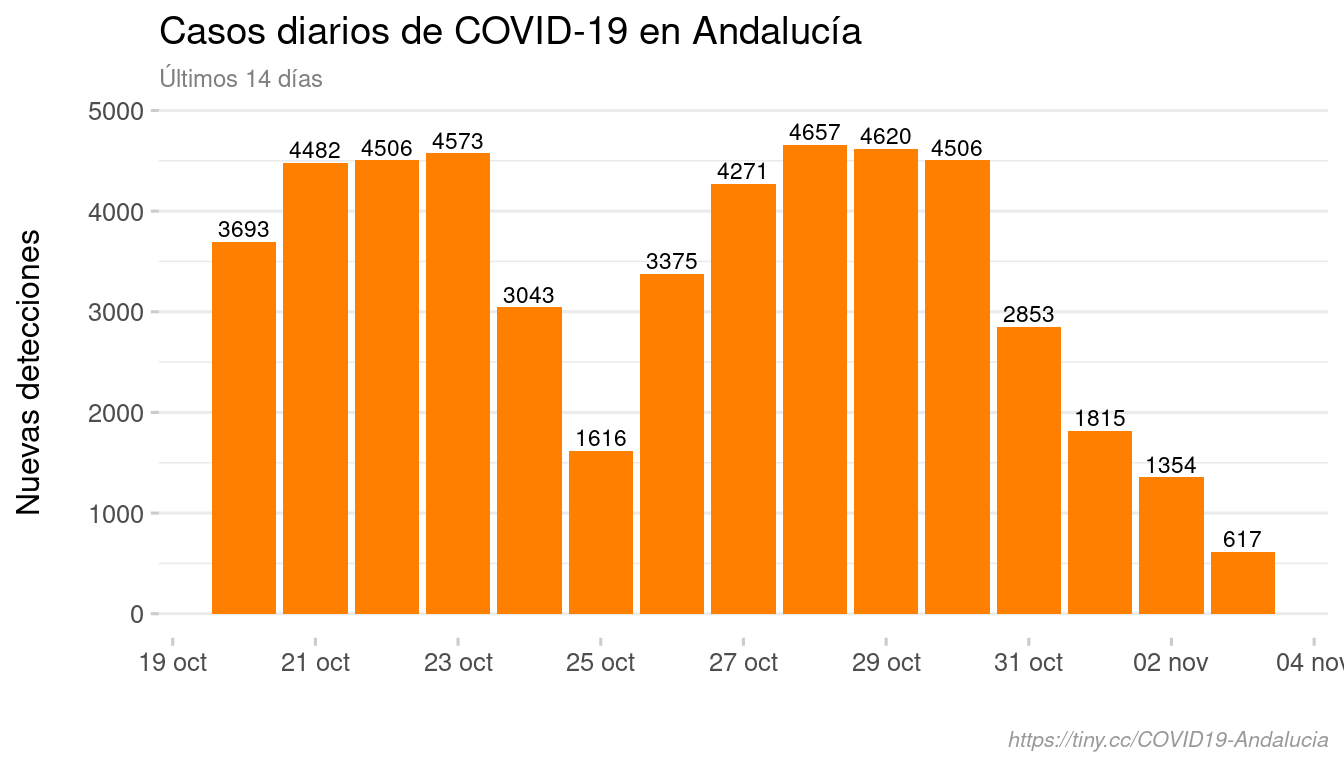 Casos diarios de COVID-19 en Andalucía
Últimos 14 días
Nuevas detecciones
5000
4000
3000
2000
1000
0
3693
4482
4506
4573
3043
1616
3375
4271
4657
4620
4506
2853
1815
1354
617
19 oct
21 oct
23 oct
25 oct
27 oct
29 oct
31 oct
02 nov
04 nov
https://tiny.cc/COVID19-Andalucia